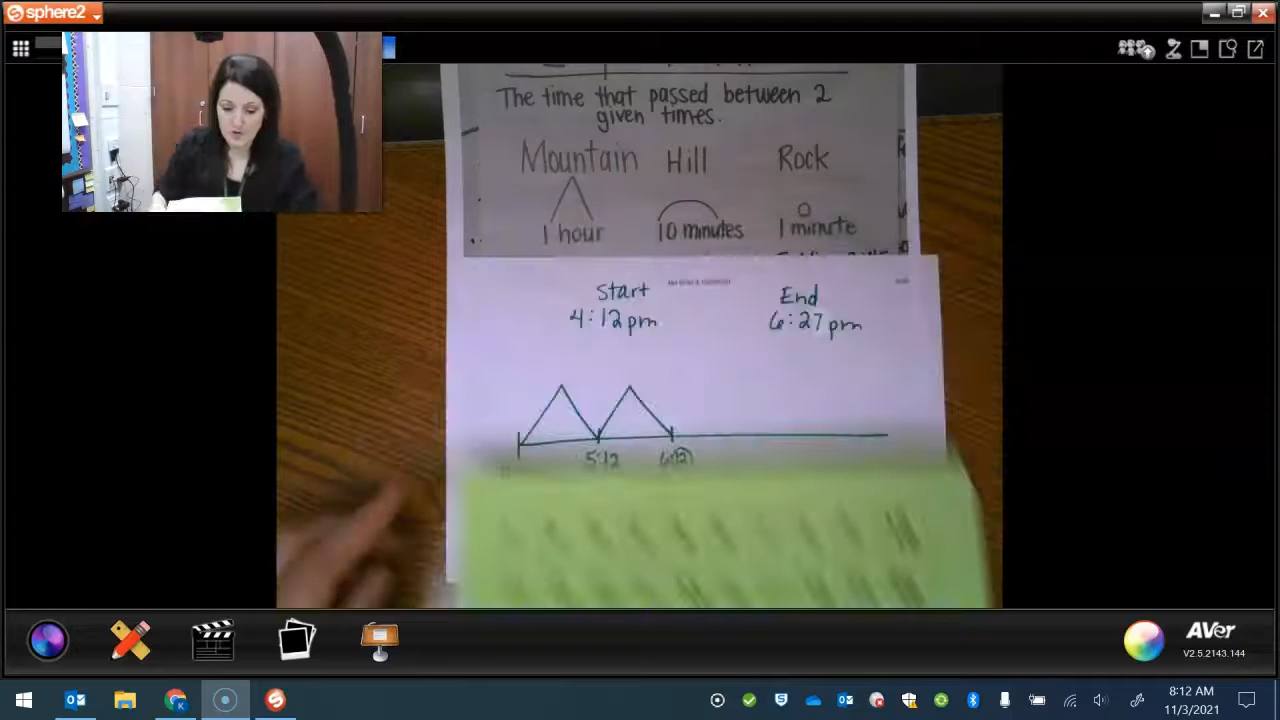 sphere2
The time that passed between 2
given times.
Mountain Hill Rock
1 hour 10 minutes 1 minute
Start End
4:12 pm 6:27 pm
5:12 6:12
AVer
V2.5.2143.144
8:12 AM
11/3/2021